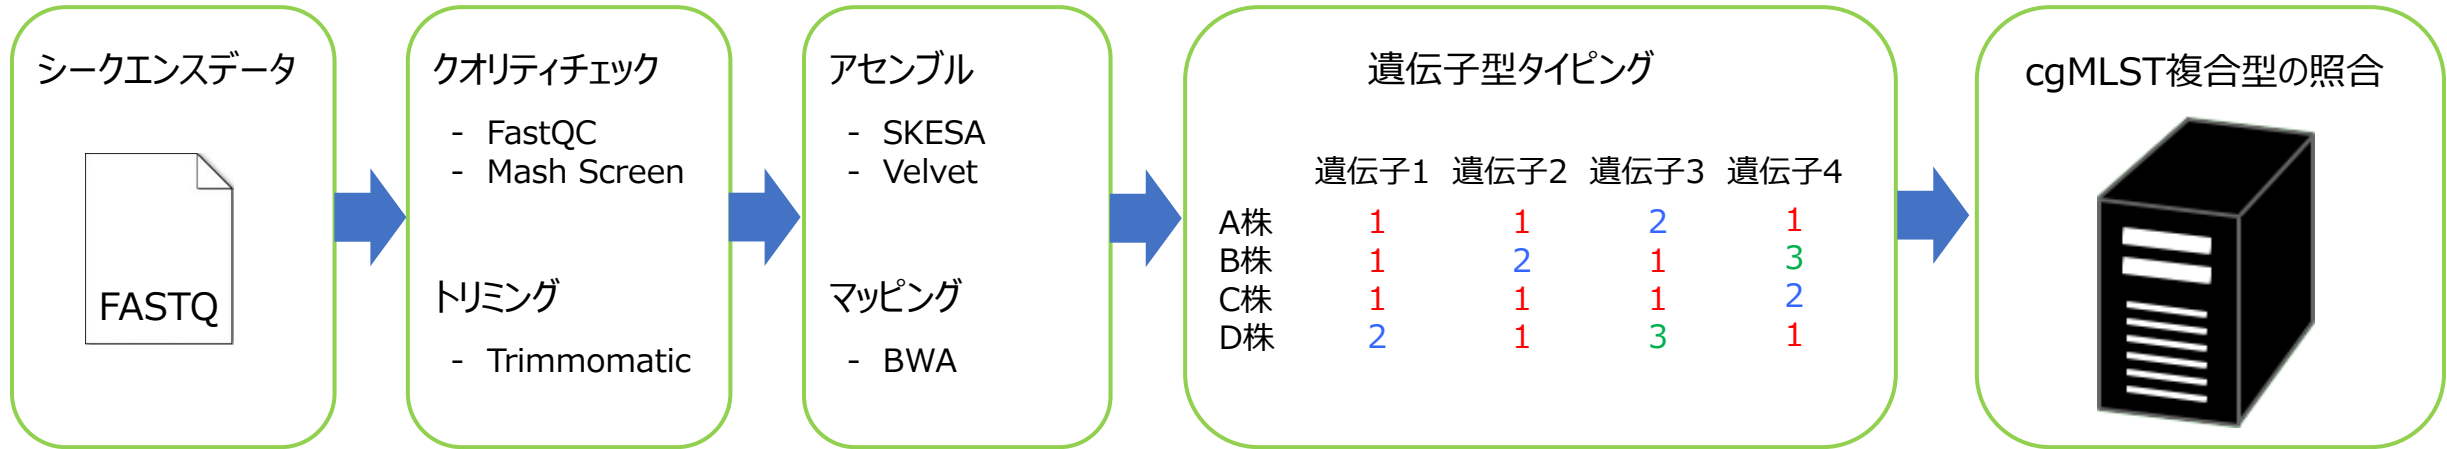 シークエンスデータ
FASTQ
クオリティチェック
- FastQC
- Mash Screen
トリミング
- Trimmomatic
アセンブル
- SKESA
- Velvet
マッピング
- BWA
遺伝子型タイピング
遺伝子1 遺伝子2 遺伝子3 遺伝子4
A株 1 1 2 1
B株 1 2 1 3
C株 1 1 1 2
D株 2 1 3 1
cgMLST複合型の照合